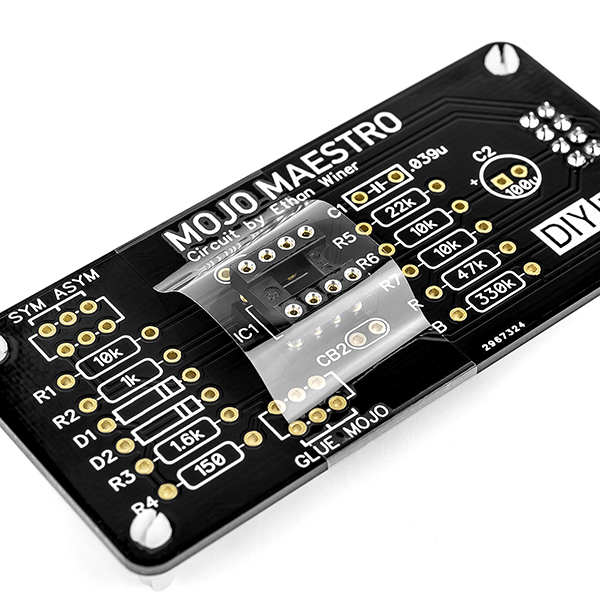 MOJO MAESTRO
Circuit by Ethan Winer
SYM ASYM
C1 .039u
C2
+ 100u
DIY
R5 22k
R6 10k
R7 10k
47k
B 330k
2967324
IC1
CB2
R1 10k
R2 1k
D1
D2
R3 1.6k
R4 150
GLUE MOJO